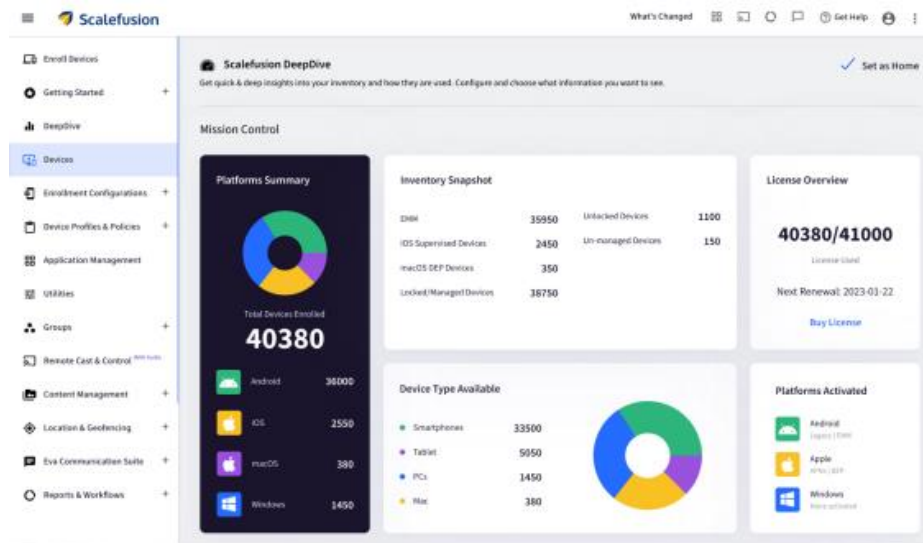 Scalefusion
What's Changed
Get Help
Enroll Devices
Getting Started +
DeepDive
Devices
Enrollment Configurations +
Device Profiles & Policies +
Application Management
Utilities
Groups +
Remote Cast & Control
Content Management +
Location & Geofencing +
Eva Communication Suite +
Reports & Workflows +
Scalefusion DeepDive
Set as Home
Get quick & deep insights into your inventory and how they are used. Configure and choose what information you want to see.
Mission Control
Platforms Summary
Total Devices Enrolled
40380
Android 36000
iOS 2550
macOS 380
Windows 1450
Inventory Snapshot
EMM 35950
iOS Supervised Devices 2450
macOS DEP Devices 350
Locked/Managed Devices 38750
Unlocked Devices 1100
Un-managed Devices 150
License Overview
40380/41000
License Used
Next Renewal: 2023-01-22
Buy License
Device Type Available
Smartphones 33500
Tablet 5050
PCs 1450
Mac 380
Platforms Activated
Android
Legacy | EMM
Apple
APNs | DEP
Windows